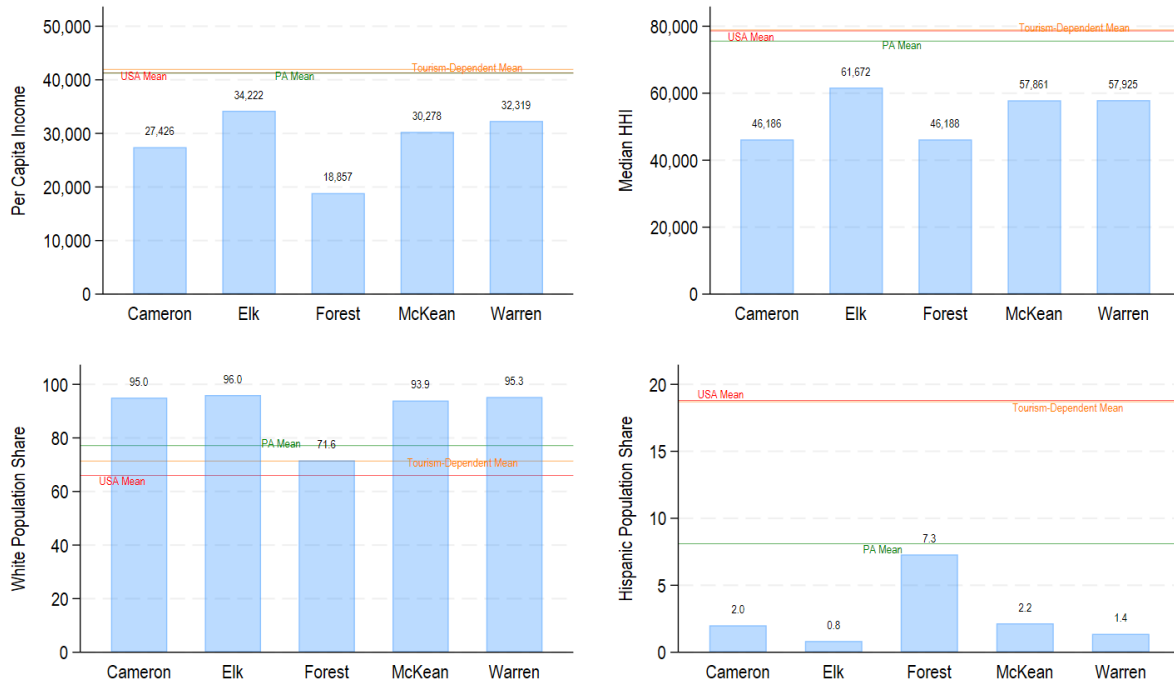 Per Capita Income
50,000
40,000
30,000
20,000
10,000
0
USA Mean
PA Mean
Tourism-Dependent Mean
27,426
34,222
18,857
30,278
32,319
Cameron
Elk
Forest
McKean
Warren
Median HHI
80,000
60,000
40,000
20,000
0
USA Mean
PA Mean
Tourism-Dependent Mean
46,186
61,672
46,188
57,861
57,925
Cameron
Elk
Forest
McKean
Warren
White Population Share
100
80
60
40
20
0
95.0
96.0
71.6
93.9
95.3
PA Mean
Tourism-Dependent Mean
USA Mean
Cameron
Elk
Forest
McKean
Warren
Hispanic Population Share
20
15
10
5
0
USA Mean
Tourism-Dependent Mean
PA Mean
2.0
0.8
7.3
2.2
1.4
Cameron
Elk
Forest
McKean
Warren